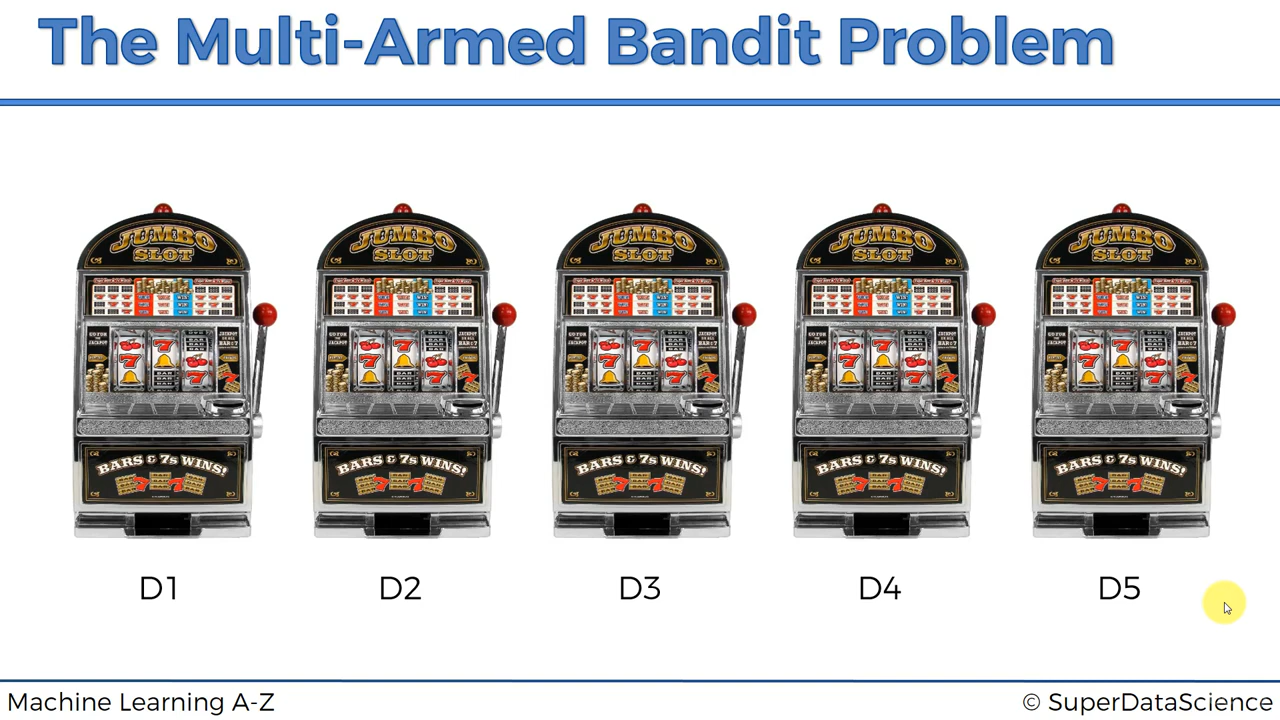 The Multi-Armed Bandit Problem
JUMBO JUMBO JUMBO JUMBO JUMBO
SLOT SLOT SLOT SLOT SLOT
BARS & 7s WINS! BARS & 7s WINS! BARS & 7s WINS! BARS & 7s WINS! BARS & 7s WINS!
D1 D2 D3 D4 D5
Machine Learning A-Z © SuperDataScience